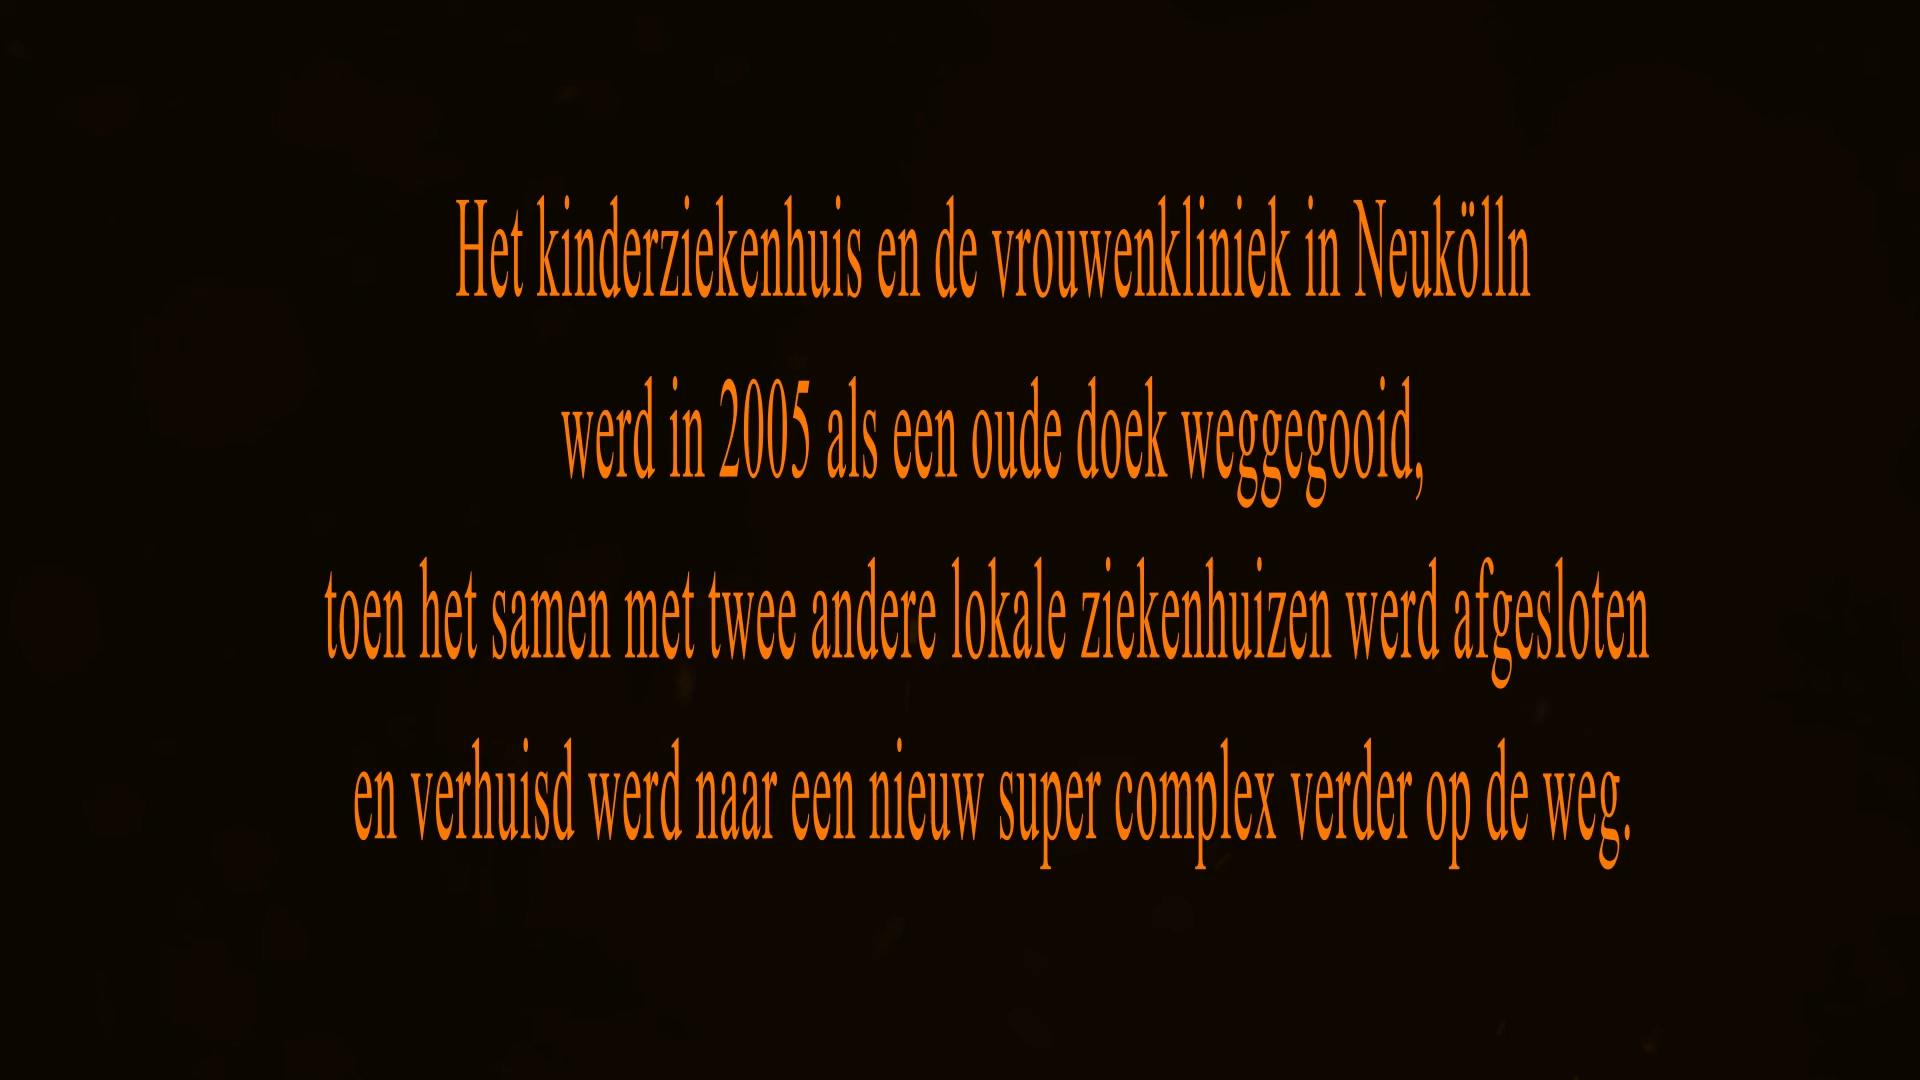 Het kinderziekenhuis en de vrouwenkliniek in Neukölln
werd in 2005 als een oude doek weggegooid,
toen het samen met twee andere lokale ziekenhuizen werd afgesloten
en verhuisd werd naar een nieuw super complex verder op de weg.